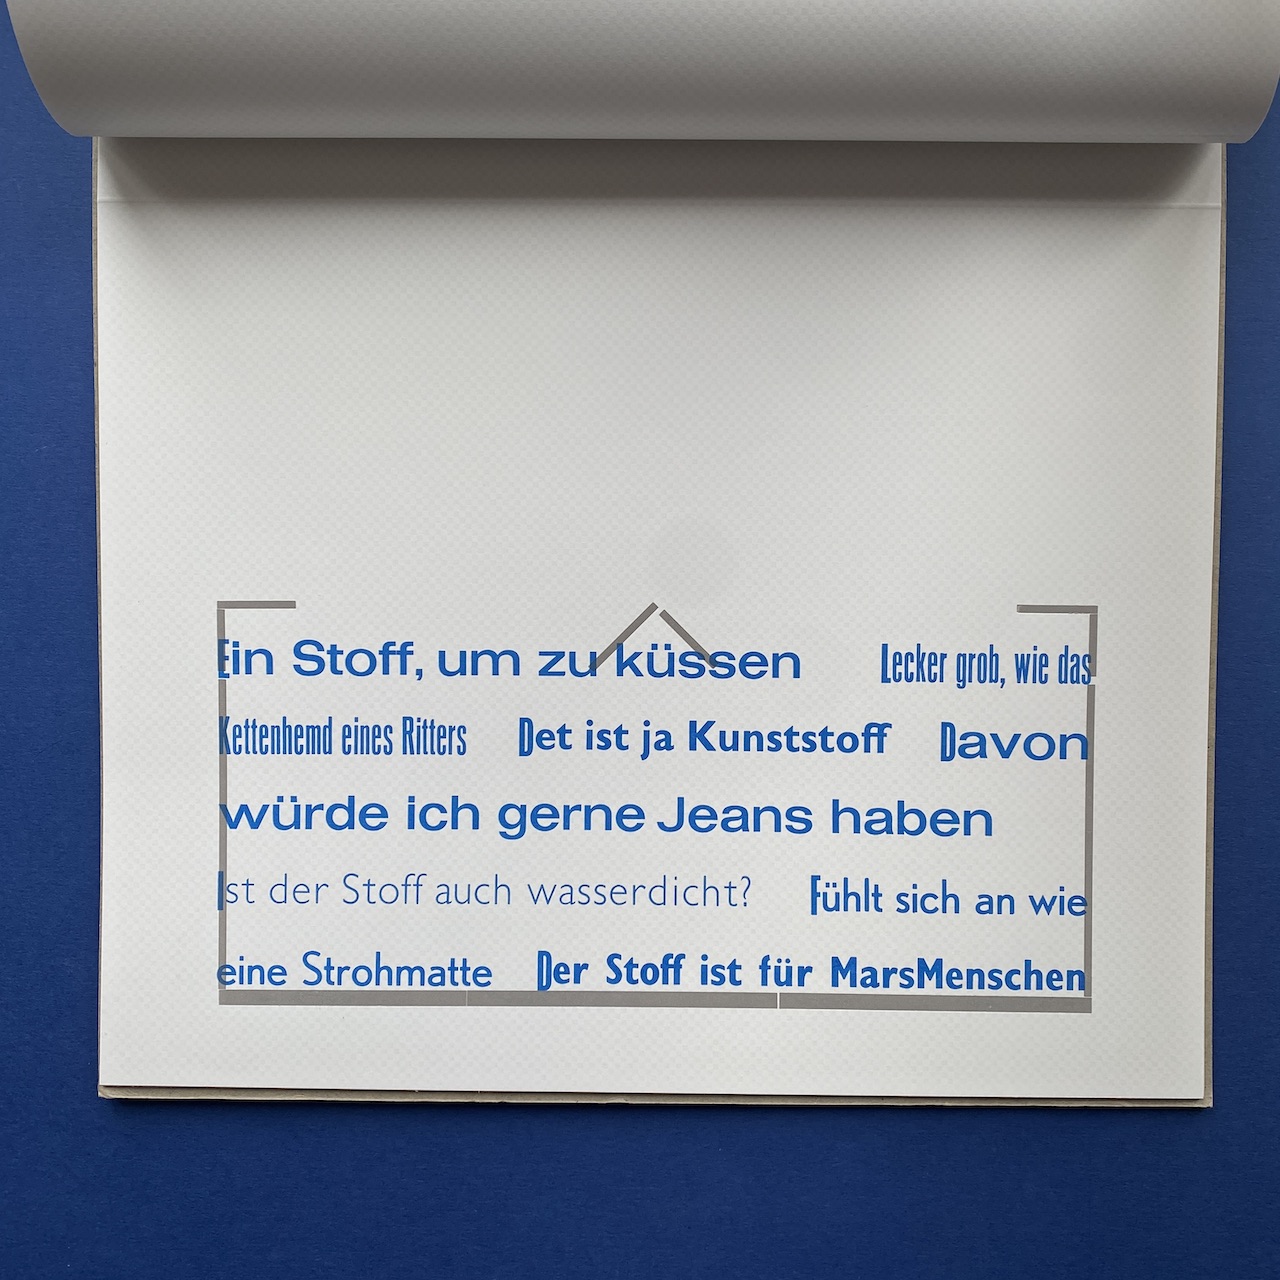 Ein Stoff, um zu küssen Lecker grob, wie das
Kettenhemd eines Ritters Det ist ja Kunststoff Davon
würde ich gerne Jeans haben
Ist der Stoff auch wasserdicht? Fühlt sich an wie
eine Strohmatte Der Stoff ist für MarsMenschen